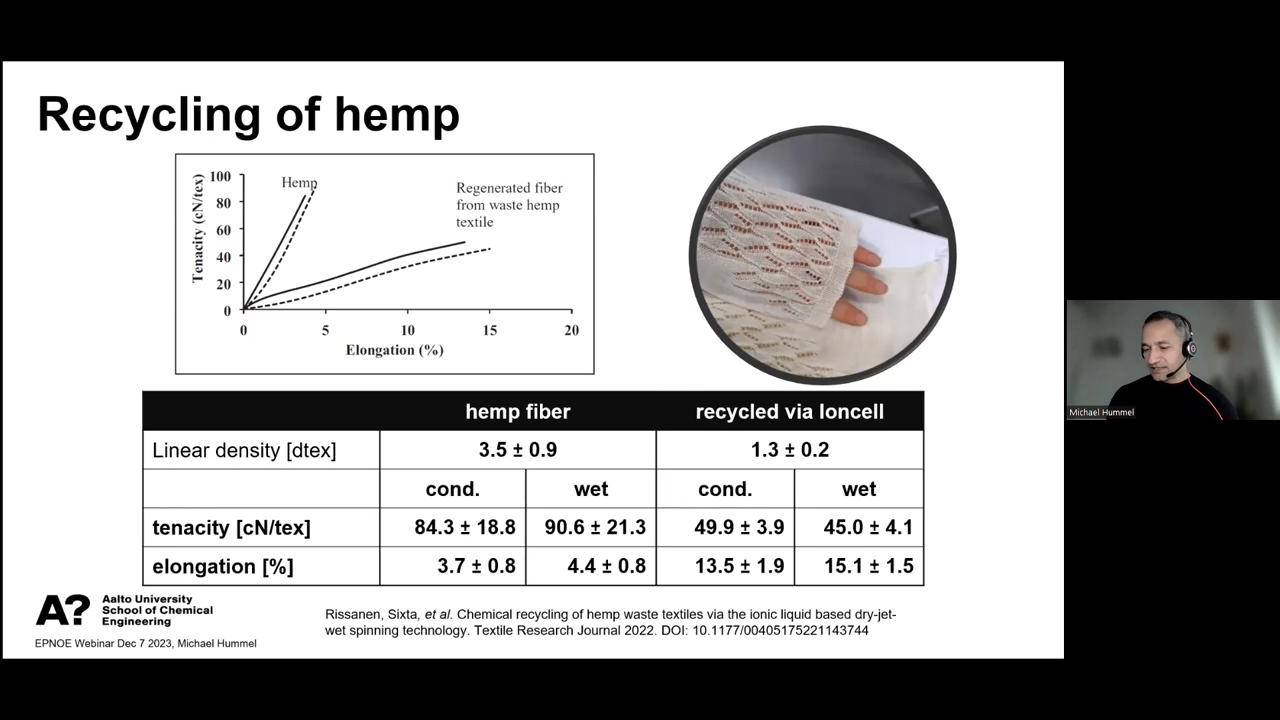 Recycling of hemp
Tenacity (cN/tex)
100
80
60
40
20
0
Hemp
Regenerated fiber
from waste hemp
textile
0 5 10 15 20
Elongation (%)
hemp fiber recycled via Ioncell
Linear density [dtex] 3.5 ± 0.9 1.3 ± 0.2
cond. wet cond. wet
tenacity [cN/tex] 84.3 ± 18.8 90.6 ± 21.3 49.9 ± 3.9 45.0 ± 4.1
elongation [%] 3.7 ± 0.8 4.4 ± 0.8 13.5 ± 1.9 15.1 ± 1.5
A?
Aalto University
School of Chemical
Engineering
EPNOE Webinar Dec 7 2023, Michael Hummel
Rissanen, Sixta, et al. Chemical recycling of hemp waste textiles via the ionic liquid based dry-jet-
wet spinning technology. Textile Research Journal 2022. DOI: 10.1177/00405175221143744
Michael Hummel